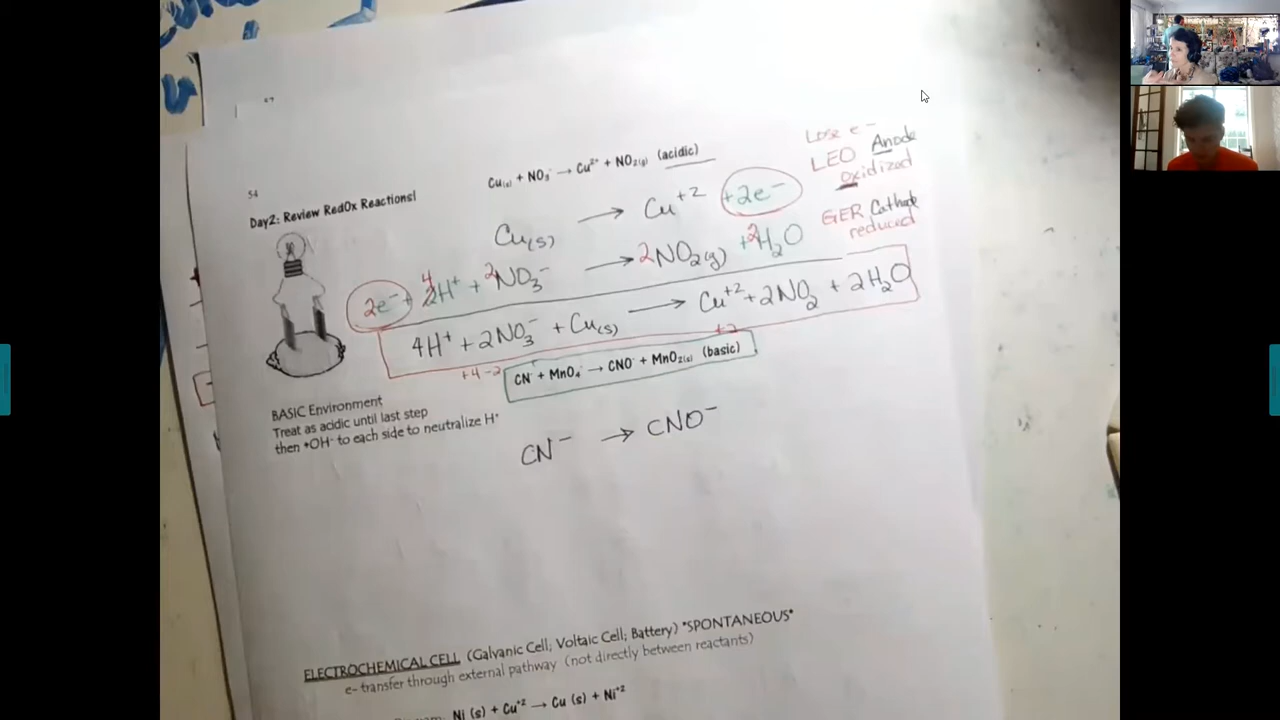 54
Day2: Review RedOx Reactions!
Cu(s) + NO3⁻ → Cu²⁺ + NO2(g) (acidic)
Lose e⁻
LEO Anode
Oxidized
Cu(s) → Cu⁺² + 2e⁻
GER Cathode
reduced
2e⁻ + 4H⁺ + 2NO3⁻ → 2NO2(g) + 2H2O
4H⁺ + 2NO3⁻ + Cu(s) → Cu⁺² + 2NO2 + 2H2O
+4 -2 +2
CN⁻ + MnO4⁻ → CNO⁻ + MnO2(s) (basic)
BASIC Environment
Treat as acidic until last step
then +OH⁻ to each side to neutralize H⁺
CN⁻ → CNO⁻
ELECTROCHEMICAL CELL (Galvanic Cell; Voltaic Cell; Battery) *SPONTANEOUS*
e- transfer through external pathway (not directly between reactants)
Ni (s) + Cu⁺² → Cu (s) + Ni⁺²